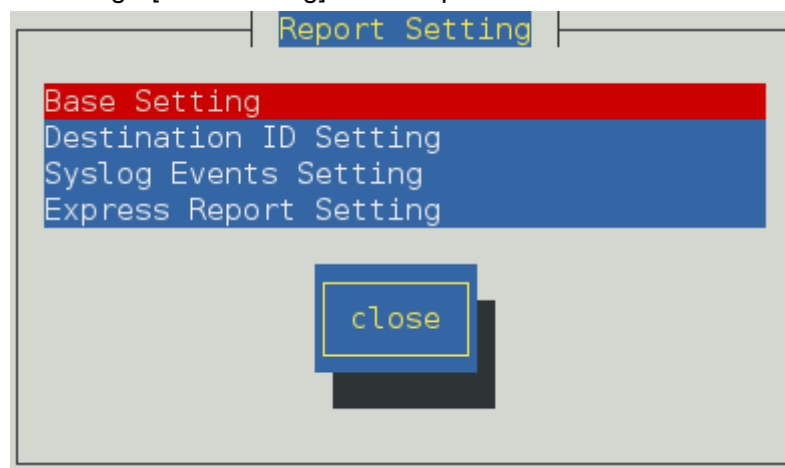 Report Setting
Base Setting
Destination ID Setting
Syslog Events Setting
Express Report Setting
close